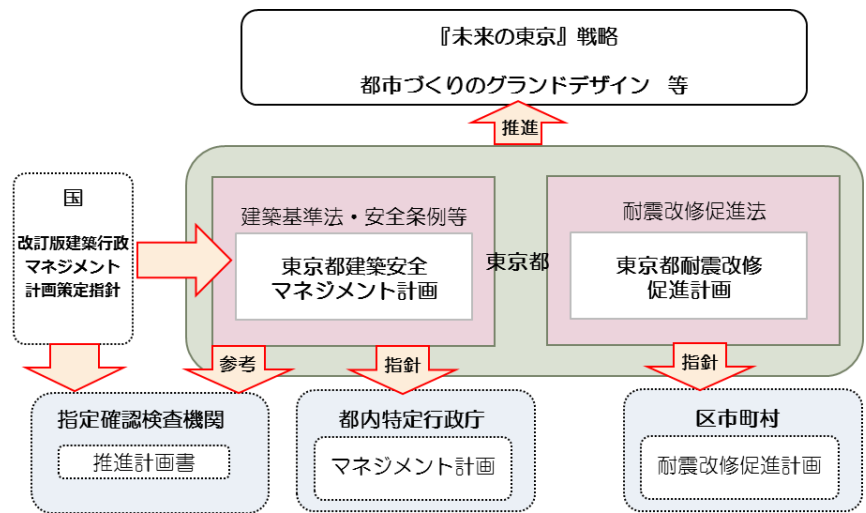 『未来の東京』戦略
都市づくりのグランドデザイン 等
推進
国
改訂版建築行政
マネジメント
計画策定指針
建築基準法・安全条例等
東京都建築安全
マネジメント計画
東京都
耐震改修促進法
東京都耐震改修
促進計画
参考
指針
指針
指定確認検査機関
推進計画書
都内特定行政庁
マネジメント計画
区市町村
耐震改修促進計画